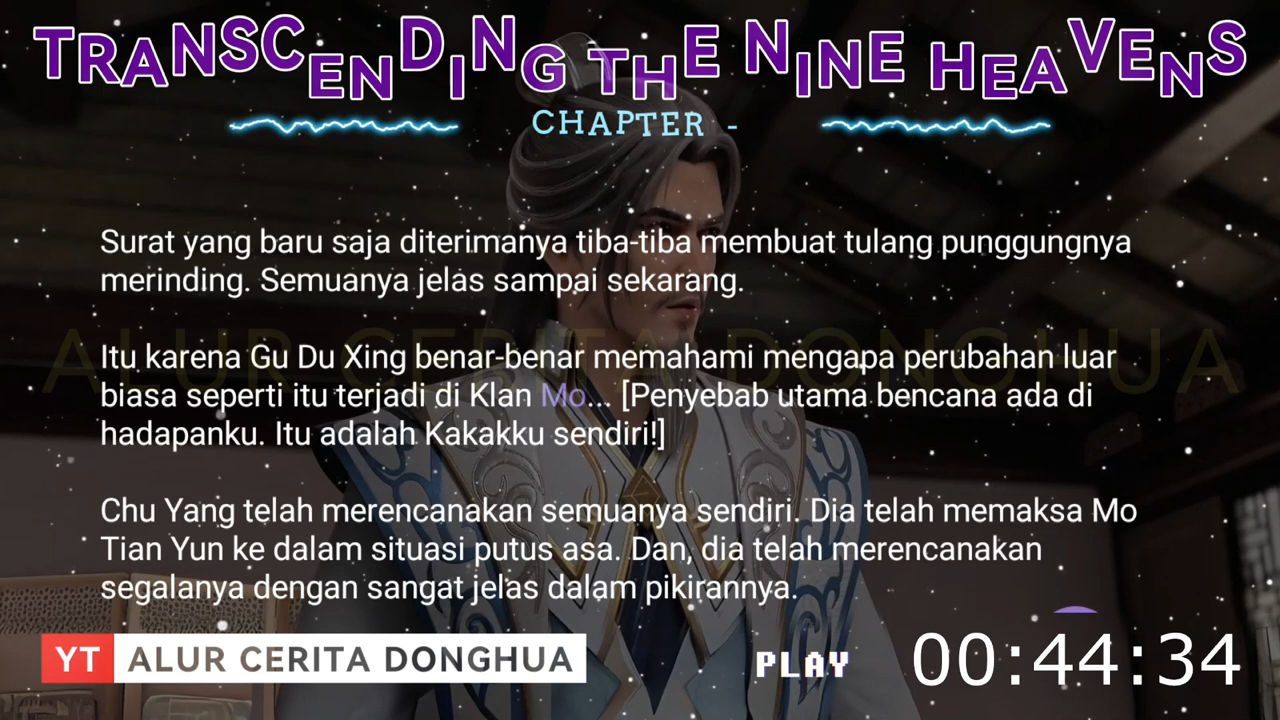 TRANSCENDING THE NINE HEAVENS
CHAPTER -
Surat yang baru saja diterimanya tiba-tiba membuat tulang punggungnya
merinding. Semuanya jelas sampai sekarang.
Itu karena Gu Du Xing benar-benar memahami mengapa perubahan luar
biasa seperti itu terjadi di Klan Mo... [Penyebab utama bencana ada di
hadapanku. Itu adalah Kakakku sendiri!]
Chu Yang telah merencanakan semuanya sendiri. Dia telah memaksa Mo
Tian Yun ke dalam situasi putus asa. Dan, dia telah merencanakan
segalanya dengan sangat jelas dalam pikirannya.
ALUR CERITA DONGHUA
YT ALUR CERITA DONGHUA
PLAY
00:44:34